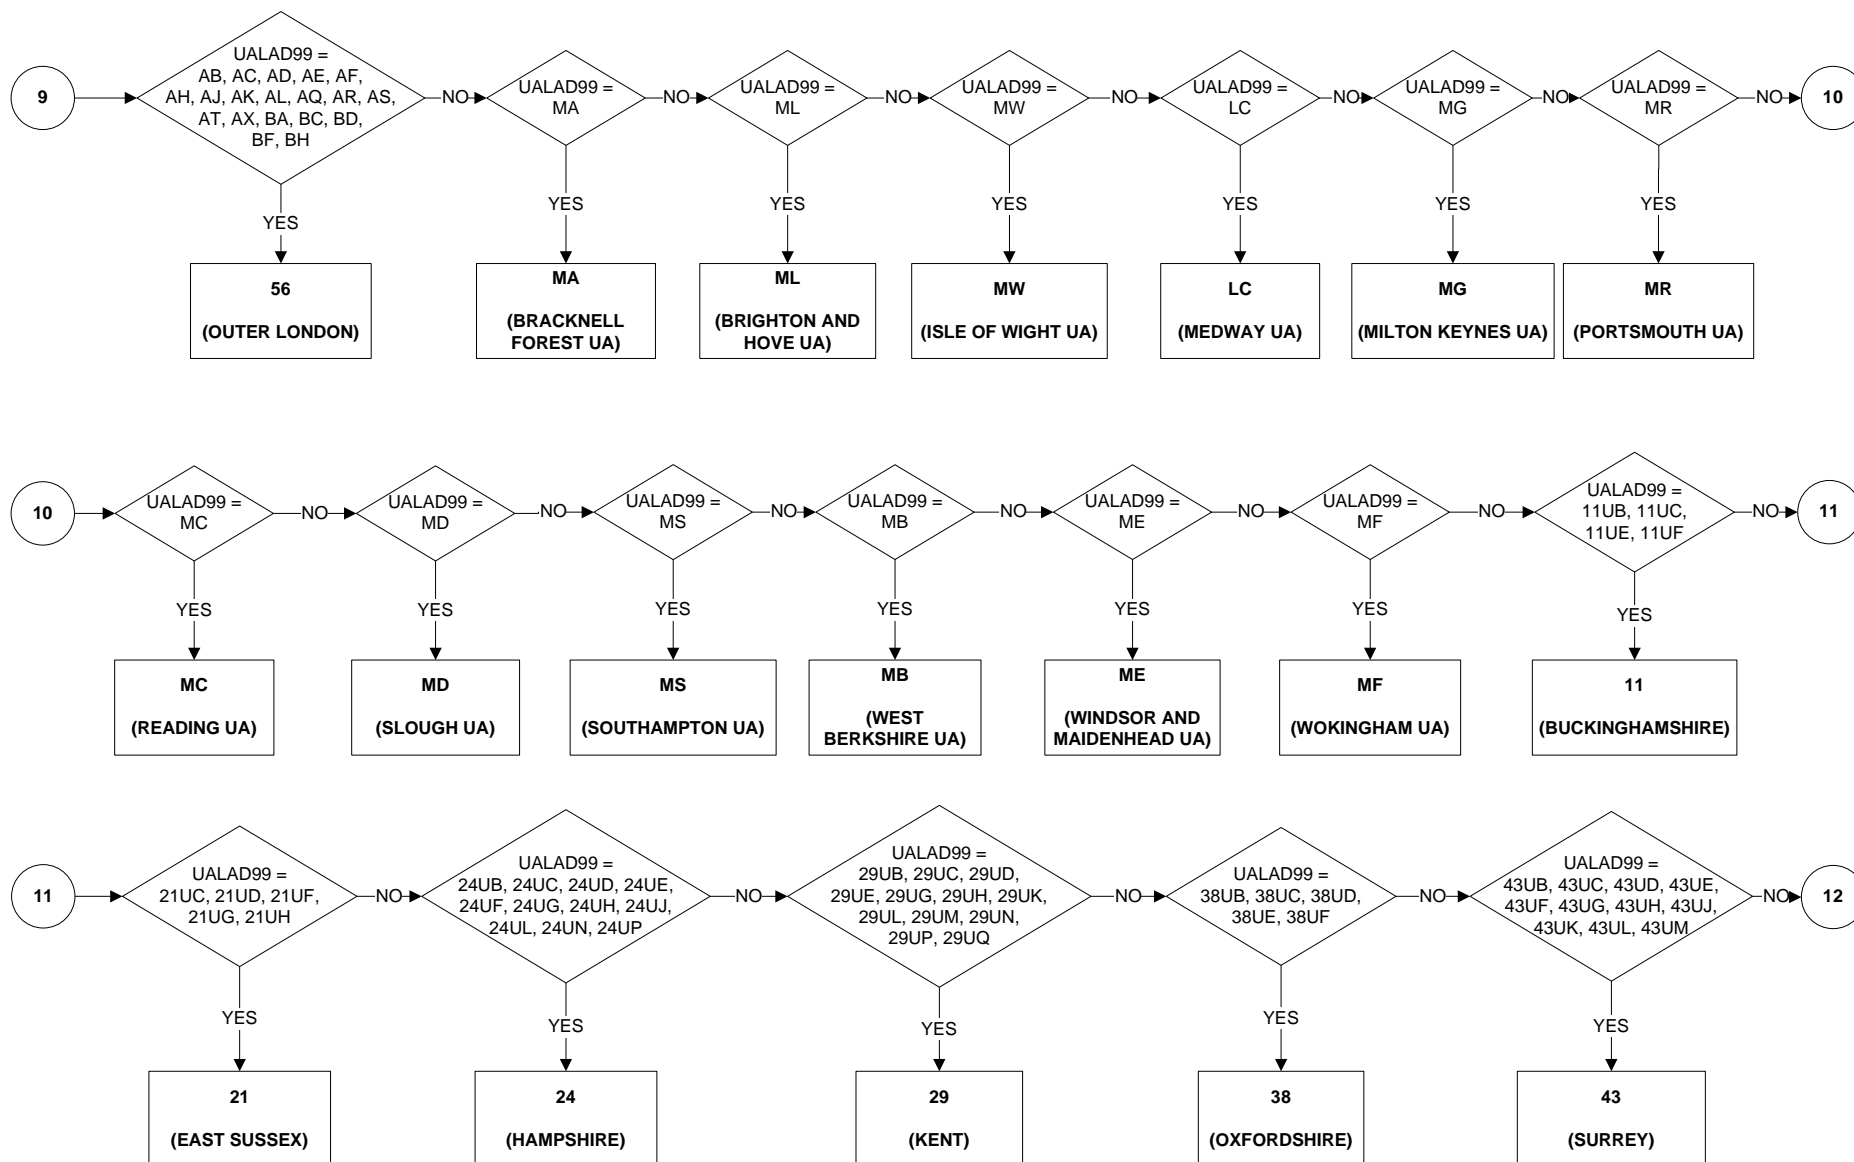 9
UALAD99 =
AB, AC, AD, AE, AF,
AH, AJ, AK, AL, AQ, AR, AS,
AT, AX, BA, BC, BD,
BF, BH
NO
UALAD99 =
MA
NO
UALAD99 =
ML
NO
UALAD99 =
MW
NO
UALAD99 =
LC
NO
UALAD99 =
MG
NO
UALAD99 =
MR
NO
10
YES
YES
YES
YES
YES
YES
YES
56
(OUTER LONDON)
MA
(BRACKNELL
FOREST UA)
ML
(BRIGHTON AND
HOVE UA)
MW
(ISLE OF WIGHT UA)
LC
(MEDWAY UA)
MG
(MILTON KEYNES UA)
MR
(PORTSMOUTH UA)
10
UALAD99 =
MC
NO
UALAD99 =
MD
NO
UALAD99 =
MS
NO
UALAD99 =
MB
NO
UALAD99 =
ME
NO
UALAD99 =
MF
NO
UALAD99 =
11UB, 11UC,
11UE, 11UF
NO
11
YES
YES
YES
YES
YES
YES
YES
MC
(READING UA)
MD
(SLOUGH UA)
MS
(SOUTHAMPTON UA)
MB
(WEST
BERKSHIRE UA)
ME
(WINDSOR AND
MAIDENHEAD UA)
MF
(WOKINGHAM UA)
11
(BUCKINGHAMSHIRE)
11
UALAD99 =
21UC, 21UD, 21UF,
21UG, 21UH
NO
UALAD99 =
24UB, 24UC, 24UD, 24UE,
24UF, 24UG, 24UH, 24UJ,
24UL, 24UN, 24UP
NO
UALAD99 =
29UB, 29UC, 29UD,
29UE, 29UG, 29UH, 29UK,
29UL, 29UM, 29UN,
29UP, 29UQ
NO
UALAD99 =
38UB, 38UC, 38UD,
38UE, 38UF
NO
UALAD99 =
43UB, 43UC, 43UD, 43UE,
43UF, 43UG, 43UH, 43UJ,
43UK, 43UL, 43UM
NO
12
YES
YES
YES
YES
YES
21
(EAST SUSSEX)
24
(HAMPSHIRE)
29
(KENT)
38
(OXFORDSHIRE)
43
(SURREY)